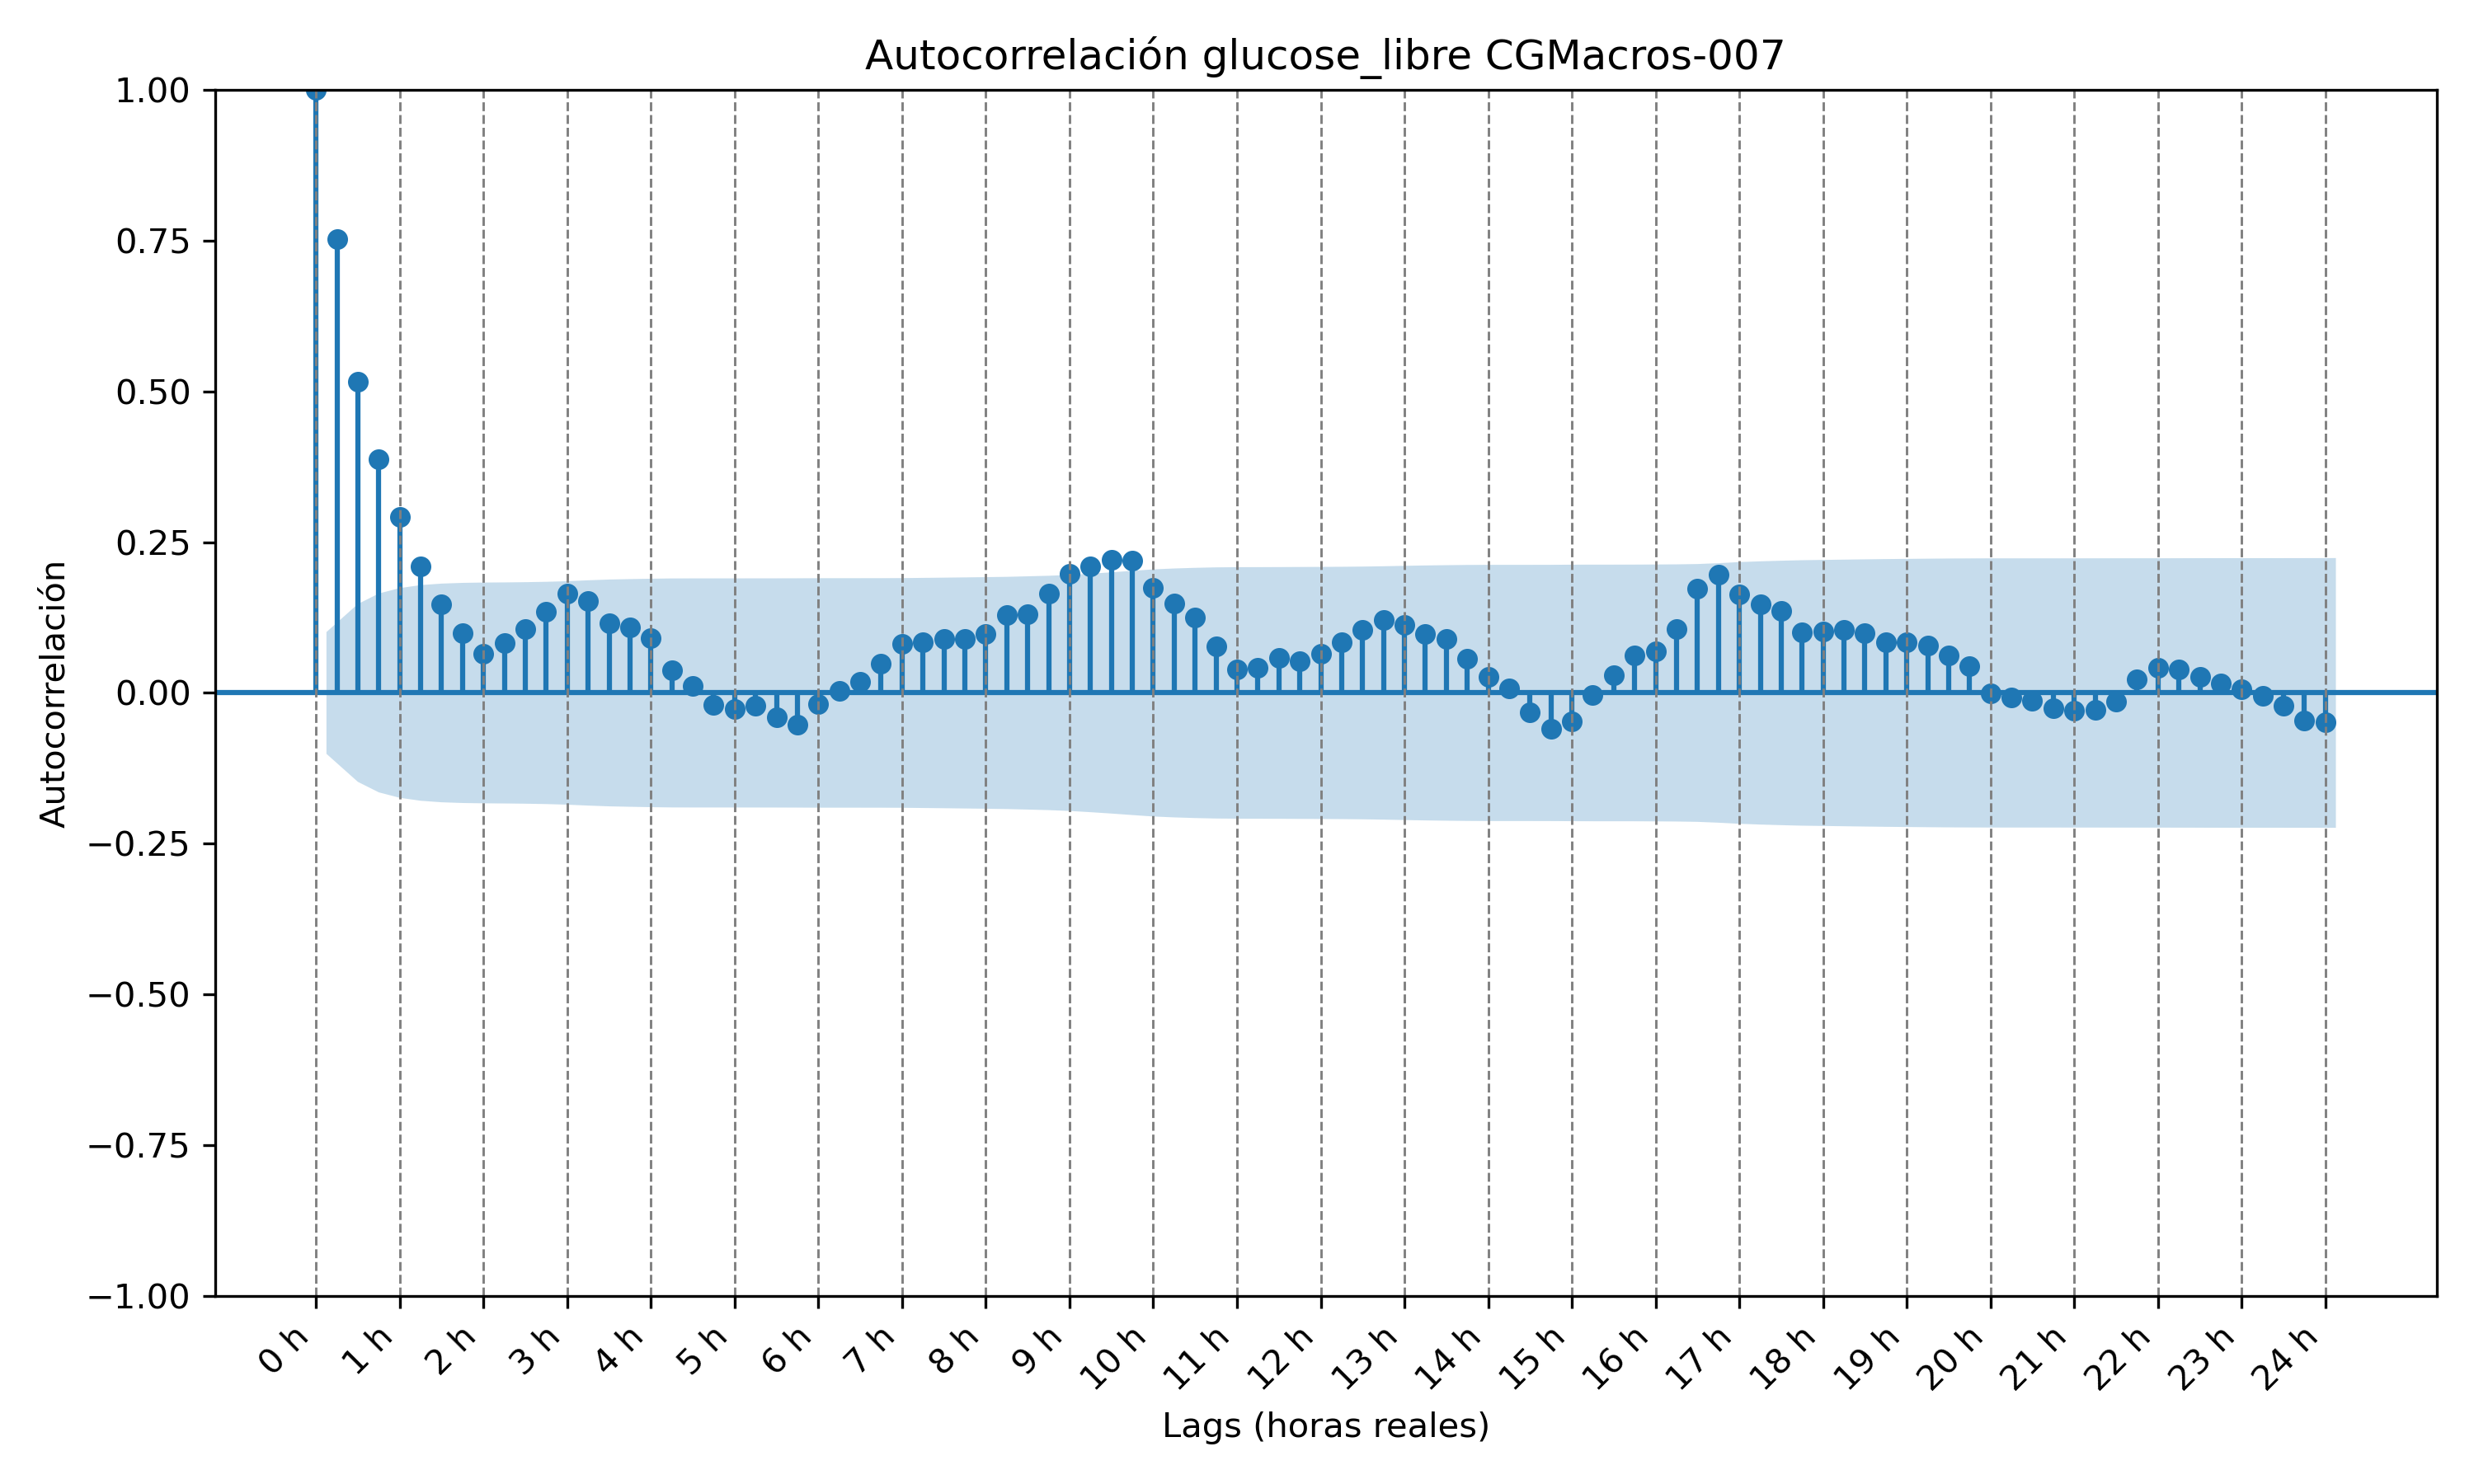 Autocorrelación glucose_libre CGMacros-007
1.00
0.75
0.50
0.25
0.00
−0.25
−0.50
−0.75
−1.00
Autocorrelación
0 h
1 h
2 h
3 h
4 h
5 h
6 h
7 h
8 h
9 h
10 h
11 h
12 h
13 h
14 h
15 h
16 h
17 h
18 h
19 h
20 h
21 h
22 h
23 h
24 h
Lags (horas reales)